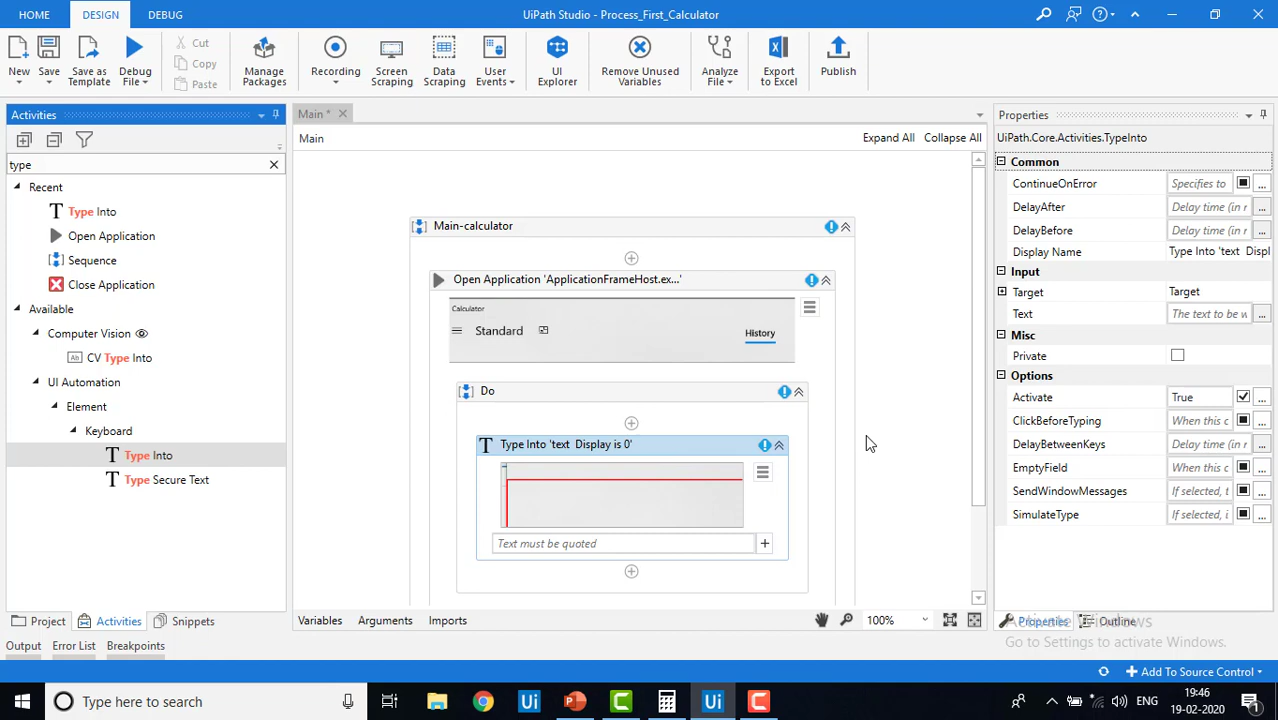 HOME DESIGN DEBUG UiPath Studio - Process_First_Calculator
New Save Save as Template Debug File Cut Copy Paste Manage Packages Recording Screen Scraping Data Scraping User Events UI Explorer Remove Unused Variables Analyze File Export to Excel Publish
Activities
type
Recent
Type Into
Open Application
Sequence
Close Application
Available
Computer Vision
Ab CV Type Into
UI Automation
Element
Keyboard
Type Into
Type Secure Text
Project Activities Snippets
Output Error List Breakpoints
Main *
Main Expand All Collapse All
Main-calculator
Open Application 'ApplicationFrameHost.ex...'
Calculator
Standard
History
Do
Type Into 'text  Display is 0'
Text must be quoted
Variables Arguments Imports 100%
Properties
UiPath.Core.Activities.TypeInto
Common
ContinueOnError Specifies to ...
DelayAfter Delay time (in r ...
DelayBefore Delay time (in r ...
Display Name Type Into 'text  Displ
Input
Target Target
Text The text to be w ...
Misc
Private
Options
Activate True ...
ClickBeforeTyping When this c ...
DelayBetweenKeys Delay time (in r ...
EmptyField When this c ...
SendWindowMessages If selected, t ...
SimulateType If selected, i ...
Properties Outline
Activate Windows
Go to Settings to activate Windows.
Add To Source Control
Type here to search
Ui Ui
ENG
19:46
19-02-2020
1